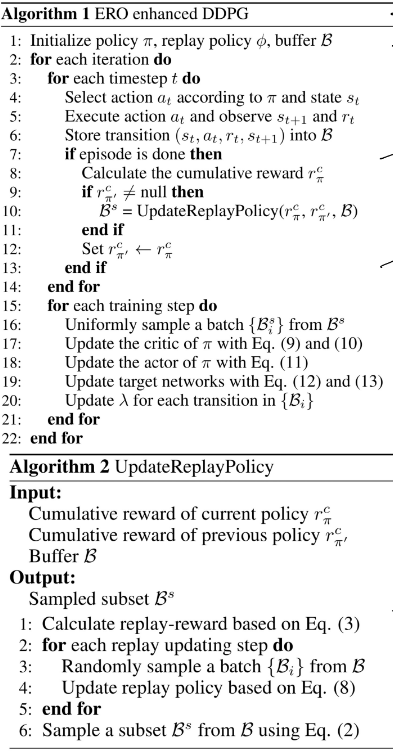 Algorithm 1 ERO enhanced DDPG
1: Initialize policy π, replay policy ϕ, buffer ℬ
2: for each iteration do
3: for each timestep t do
4: Select action a_t according to π and state s_t
5: Execute action a_t and observe s_{t+1} and r_t
6: Store transition (s_t, a_t, r_t, s_{t+1}) into ℬ
7: if episode is done then
8: Calculate the cumulative reward r^c_π
9: if r^c_{π′} ≠ null then
10: ℬ^s = UpdateReplayPolicy(r^c_π, r^c_{π′}, ℬ)
11: end if
12: Set r^c_{π′} ← r^c_π
13: end if
14: end for
15: for each training step do
16: Uniformly sample a batch {ℬ^s_i} from ℬ^s
17: Update the critic of π with Eq. (9) and (10)
18: Update the actor of π with Eq. (11)
19: Update target networks with Eq. (12) and (13)
20: Update λ for each transition in {ℬ_i}
21: end for
22: end for
Algorithm 2 UpdateReplayPolicy
Input:
Cumulative reward of current policy r^c_π
Cumulative reward of previous policy r^c_{π′}
Buffer ℬ
Output:
Sampled subset ℬ^s
1: Calculate replay-reward based on Eq. (3)
2: for each replay updating step do
3: Randomly sample a batch {ℬ_i} from ℬ
4: Update replay policy based on Eq. (8)
5: end for
6: Sample a subset ℬ^s from ℬ using Eq. (2)